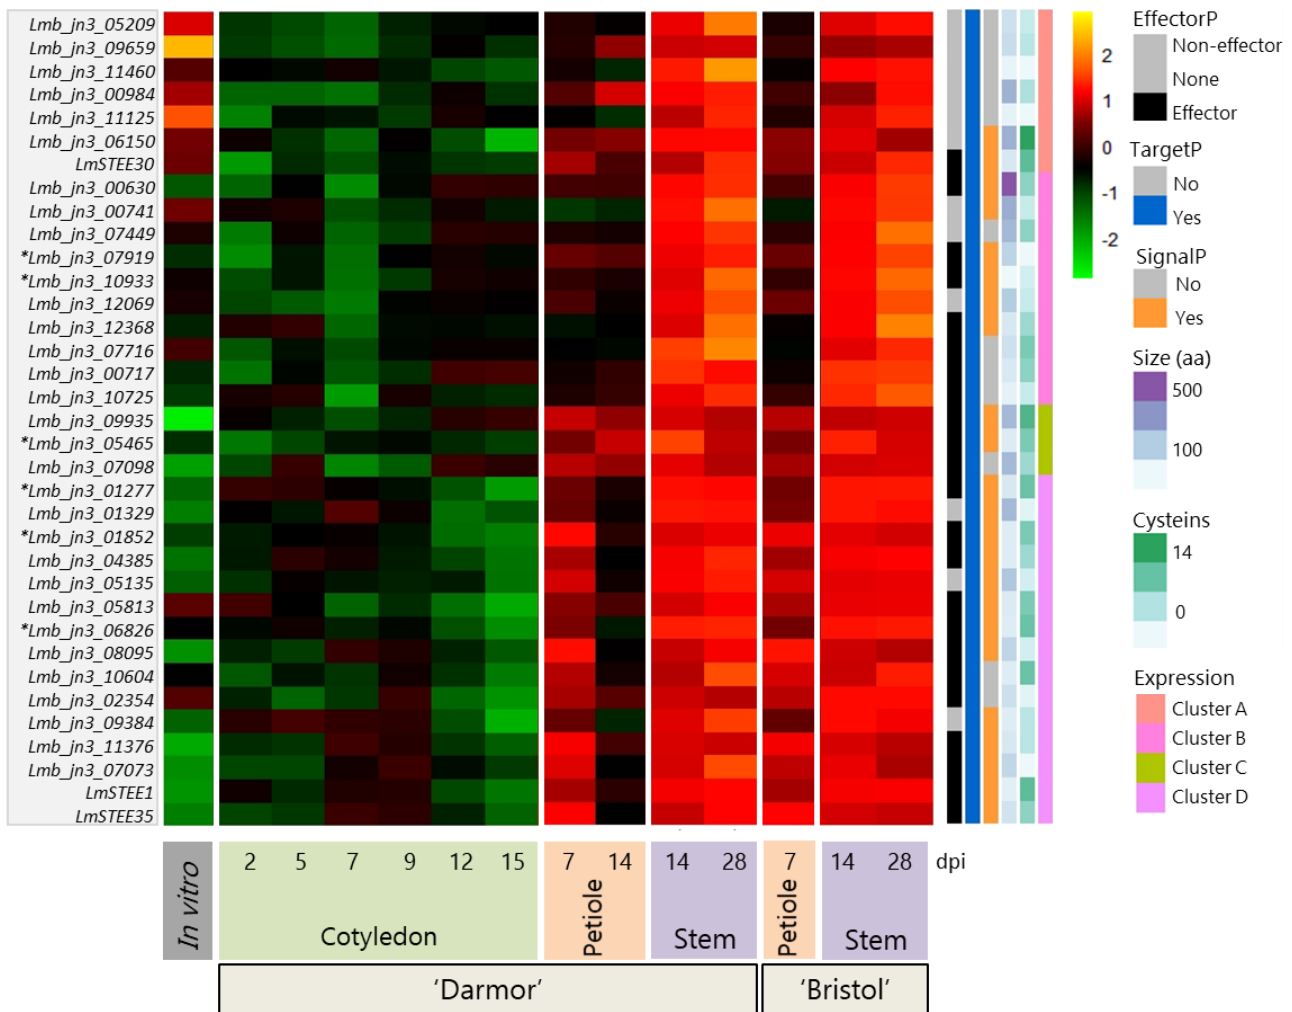 Lmb_jn3_05209
Lmb_jn3_09659
Lmb_jn3_11460
Lmb_jn3_00984
Lmb_jn3_11125
Lmb_jn3_06150
LmSTEE30
Lmb_jn3_00630
Lmb_jn3_00741
Lmb_jn3_07449
*Lmb_jn3_07919
*Lmb_jn3_10933
Lmb_jn3_12069
Lmb_jn3_12368
Lmb_jn3_07716
Lmb_jn3_00717
Lmb_jn3_10725
Lmb_jn3_09935
*Lmb_jn3_05465
Lmb_jn3_07098
*Lmb_jn3_01277
Lmb_jn3_01329
*Lmb_jn3_01852
Lmb_jn3_04385
Lmb_jn3_05135
Lmb_jn3_05813
*Lmb_jn3_06826
Lmb_jn3_08095
Lmb_jn3_10604
Lmb_jn3_02354
Lmb_jn3_09384
Lmb_jn3_11376
Lmb_jn3_07073
LmSTEE1
LmSTEE35
In vitro
2 5 7 9 12 15 7 14 14 28 7 14 28 dpi
Cotyledon
Petiole
Stem
Petiole
Stem
‘Darmor’
‘Bristol’
2
1
0
-1
-2
EffectorP
Non-effector
None
Effector
TargetP
No
Yes
SignalP
No
Yes
Size (aa)
500
100
Cysteins
14
0
Expression
Cluster A
Cluster B
Cluster C
Cluster D